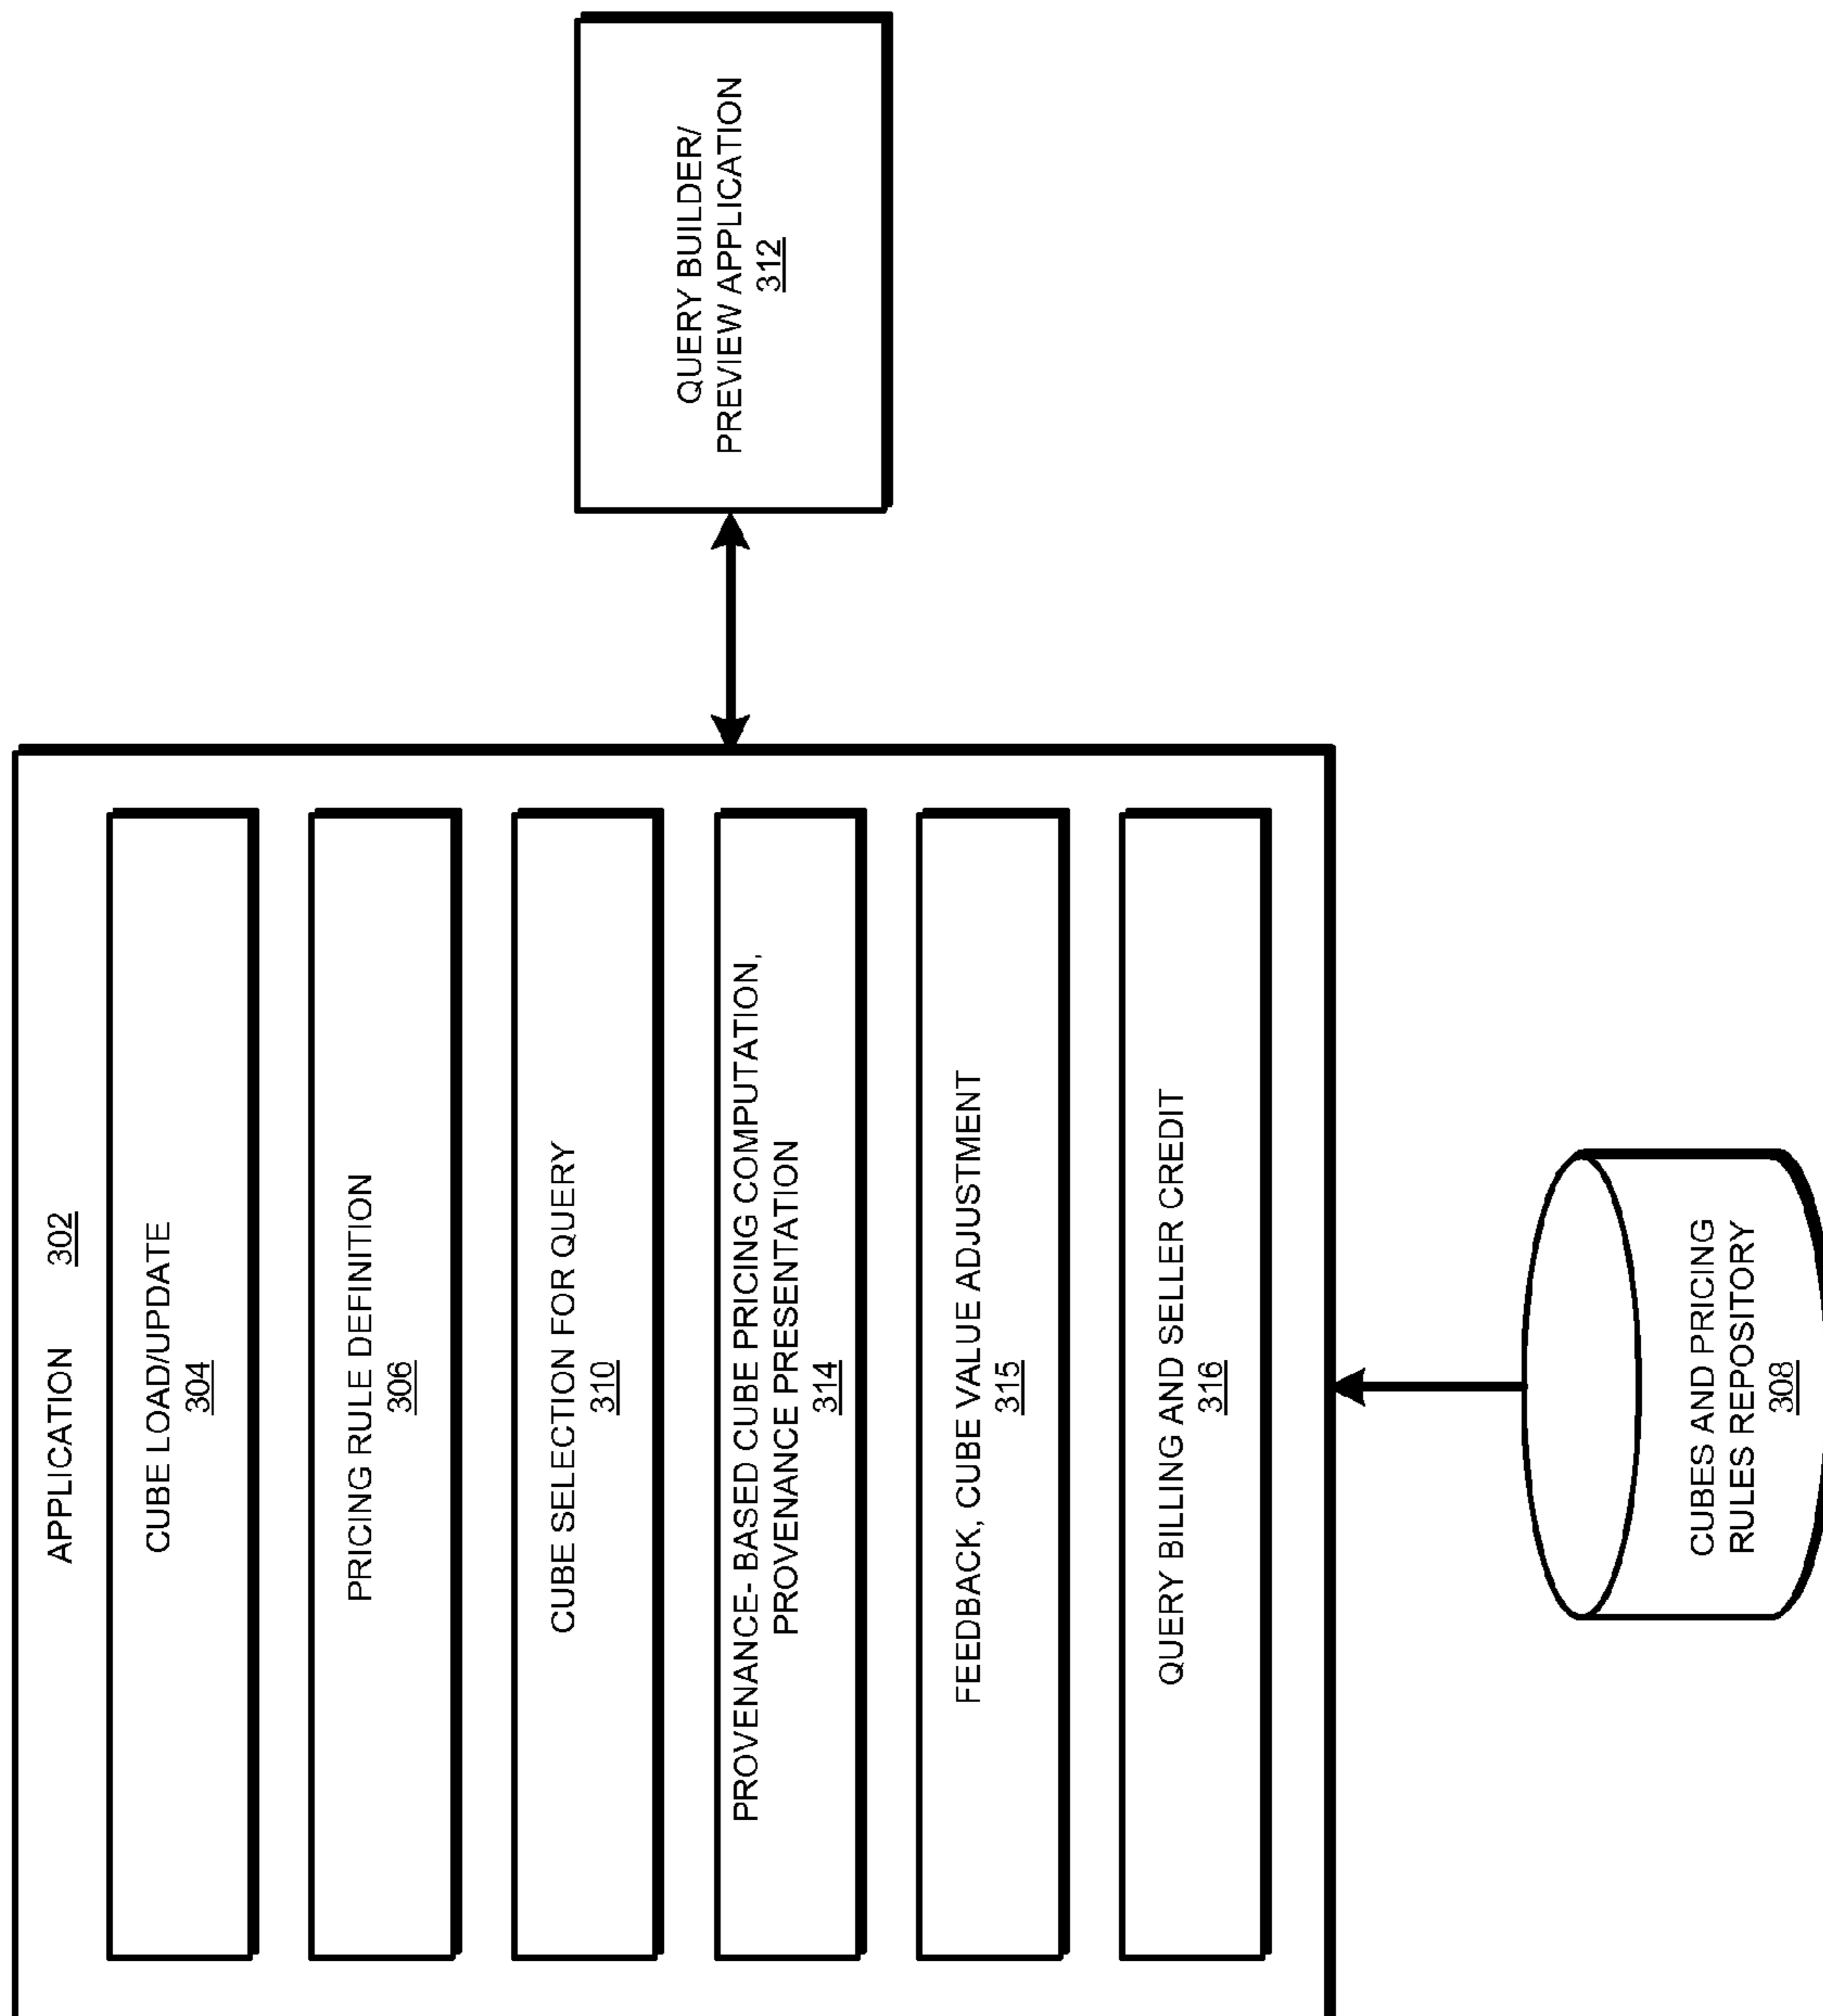 APPLICATION 302
CUBE LOAD/UPDATE
304
PRICING RULE DEFINITION
306
CUBE SELECTION FOR QUERY
310
PROVENANCE- BASED CUBE PRICING COMPUTATION,
PROVENANCE PRESENTATION
314
FEEDBACK, CUBE VALUE ADJUSTMENT
315
QUERY BILLING AND SELLER CREDIT
316
QUERY BUILDER/
PREVIEW APPLICATION
312
CUBES AND PRICING
RULES REPOSITORY
308